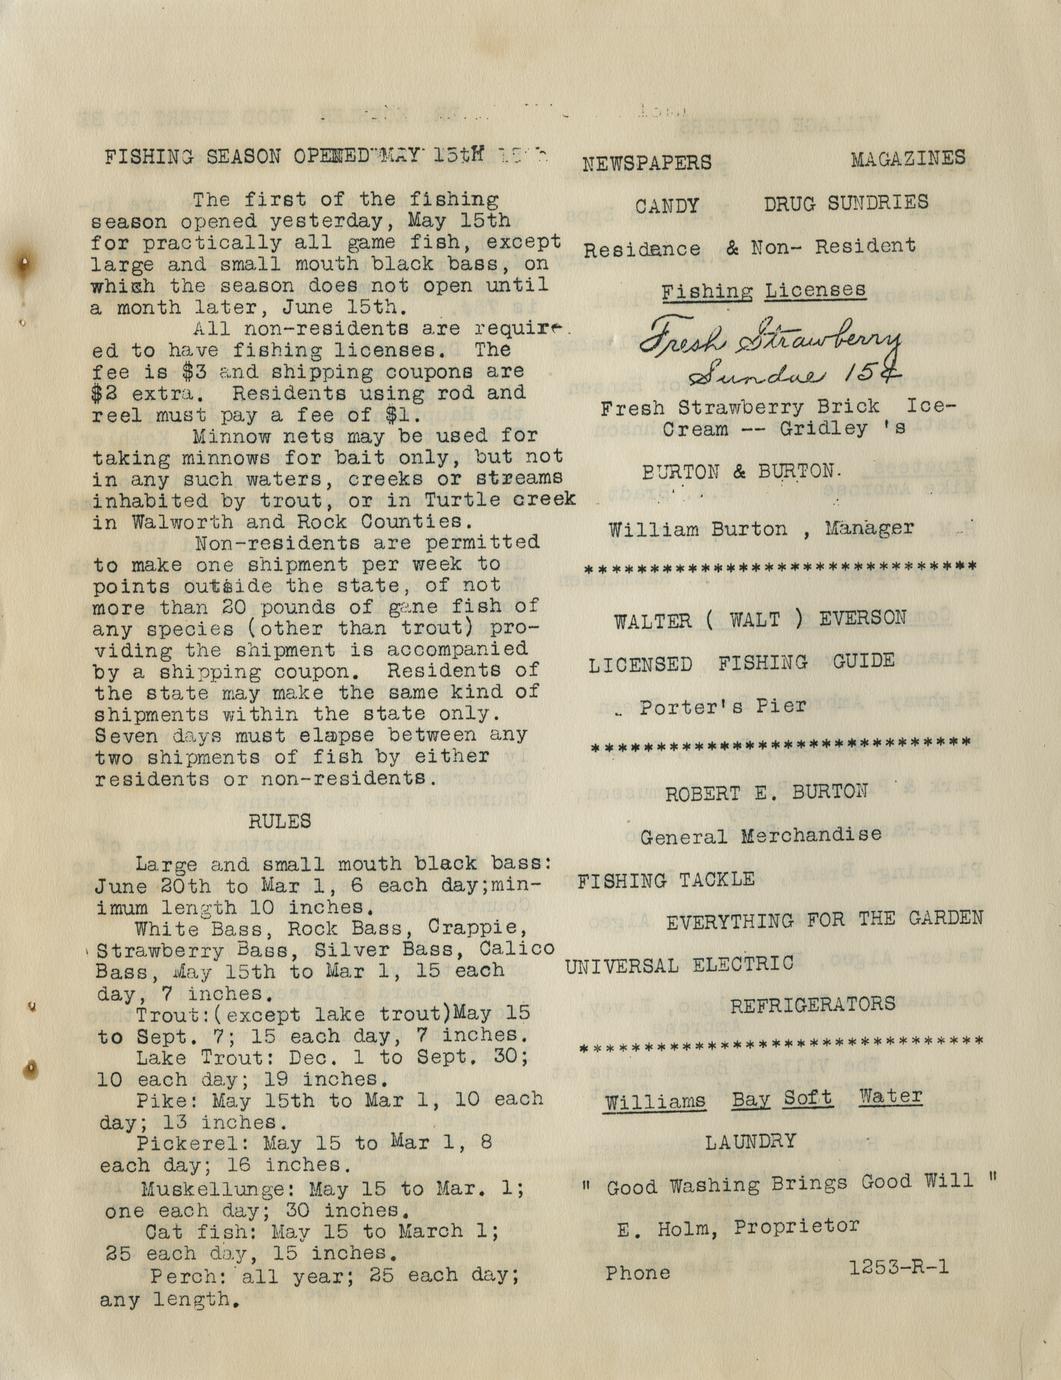 FISHING SEASON OPENED MAY 15tH
The first of the fishing
season opened yesterday, May 15th
for practically all game fish, except
large and small mouth black bass, on
which the season does not open until
a month later, June 15th.
All non-residents are requir-
ed to have fishing licenses. The
fee is $3 and shipping coupons are
$2 extra. Residents using rod and
reel must pay a fee of $1.
Minnow nets may be used for
taking minnows for bait only, but not
in any such waters, creeks or streams
inhabited by trout, or in Turtle creek
in Walworth and Rock Counties.
Non-residents are permitted
to make one shipment per week to
points outside the state, of not
more than 20 pounds of gane fish of
any species (other than trout) pro-
viding the shipment is accompanied
by a shipping coupon. Residents of
the state may make the same kind of
shipments within the state only.
Seven days must elapse between any
two shipments of fish by either
residents or non-residents.
RULES
Large and small mouth black bass:
June 20th to Mar 1, 6 each day;min-
imum length 10 inches.
White Bass, Rock Bass, Crappie,
Strawberry Bass, Silver Bass, Calico
Bass, May 15th to Mar 1, 15 each
day, 7 inches.
Trout:(except lake trout)May 15
to Sept. 7; 15 each day, 7 inches.
Lake Trout: Dec. 1 to Sept. 30;
10 each day; 19 inches.
Pike: May 15th to Mar 1, 10 each
day; 13 inches.
Pickerel: May 15 to Mar 1, 8
each day; 16 inches.
Muskellunge: May 15 to Mar. 1;
one each day; 30 inches.
Cat fish: May 15 to March 1;
25 each day, 15 inches.
Perch: all year; 25 each day;
any length.
NEWSPAPERS MAGAZINES
CANDY DRUG SUNDRIES
Residance & Non- Resident
Fishing Licenses
Fresh Strawberry
Sundae 15¢
Fresh Strawberry Brick Ice-
Cream -- Gridley 's
BURTON & BURTON.
William Burton , Manager
*******************************
WALTER ( WALT ) EVERSON
LICENSED FISHING GUIDE
Porter's Pier
******************************
ROBERT E. BURTON
General Merchandise
FISHING TACKLE
EVERYTHING FOR THE GARDEN
UNIVERSAL ELECTRIC
REFRIGERATORS
********************************
Williams Bay Soft Water
LAUNDRY
" Good Washing Brings Good Will "
E. Holm, Proprietor
Phone 1253-R-1